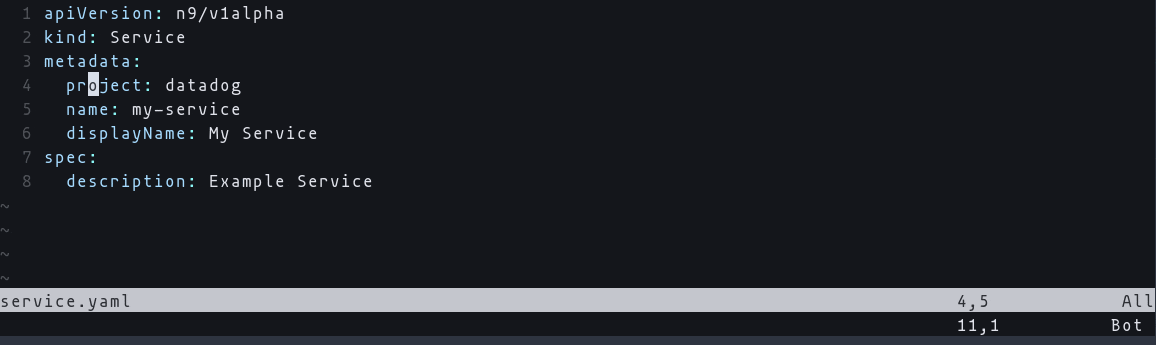 1 apiVersion: n9/v1alpha
2 kind: Service
3 metadata:
4   project: datadog
5   name: my-service
6   displayName: My Service
7 spec:
8   description: Example Service
~
~
~
~
service.yaml 4,5 All
11,1 Bot